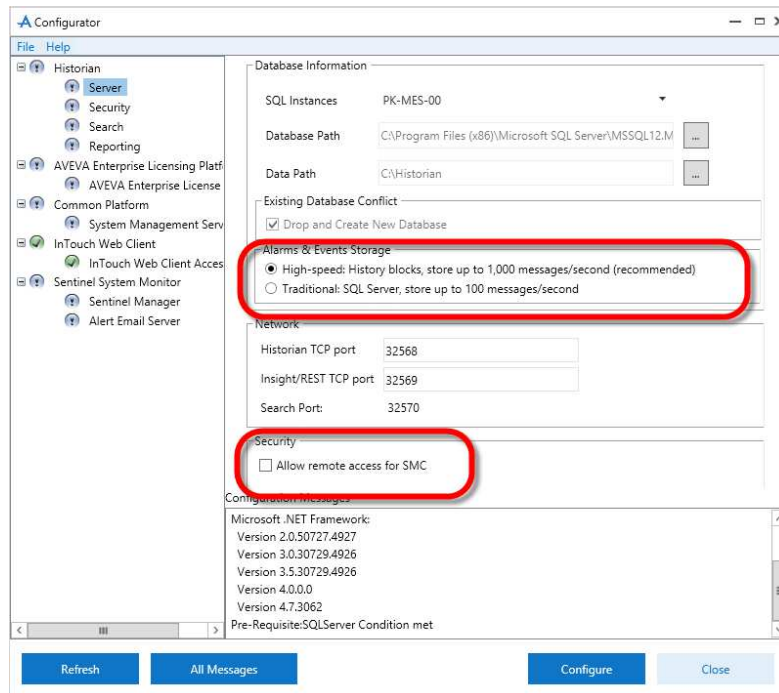 Configurator
File Help
Historian
Server
Security
Search
Reporting
AVEVA Enterprise Licensing Platf
AVEVA Enterprise License
Common Platform
System Management Serv
InTouch Web Client
InTouch Web Client Acces
Sentinel System Monitor
Sentinel Manager
Alert Email Server
Database Information
SQL Instances PK-MES-00
Database Path C:\Program Files (x86)\Microsoft SQL Server\MSSQL12.M ...
Data Path C:\Historian ...
Existing Database Conflict
Drop and Create New Database
Alarms & Events Storage
High-speed: History blocks, store up to 1,000 messages/second (recommended)
Traditional: SQL Server, store up to 100 messages/second
Network
Historian TCP port 32568
Insight/REST TCP port 32569
Search Port: 32570
Security
Allow remote access for SMC
Configuration Messages
Microsoft .NET Framework:
Version 2.0.50727.4927
Version 3.0.30729.4926
Version 3.5.30729.4926
Version 4.0.0.0
Version 4.7.3062
Pre-Requisite:SQLServer Condition met
Refresh All Messages Configure Close